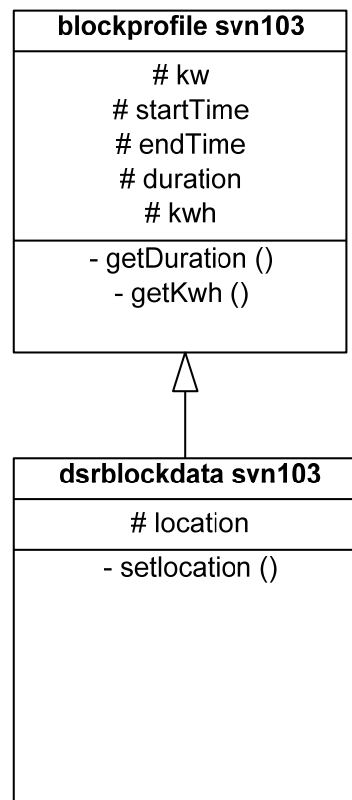 blockprofile svn103
# kw
# startTime
# endTime
# duration
# kwh
- getDuration ()
- getKwh ()
dsrblockdata svn103
# location
- setlocation ()